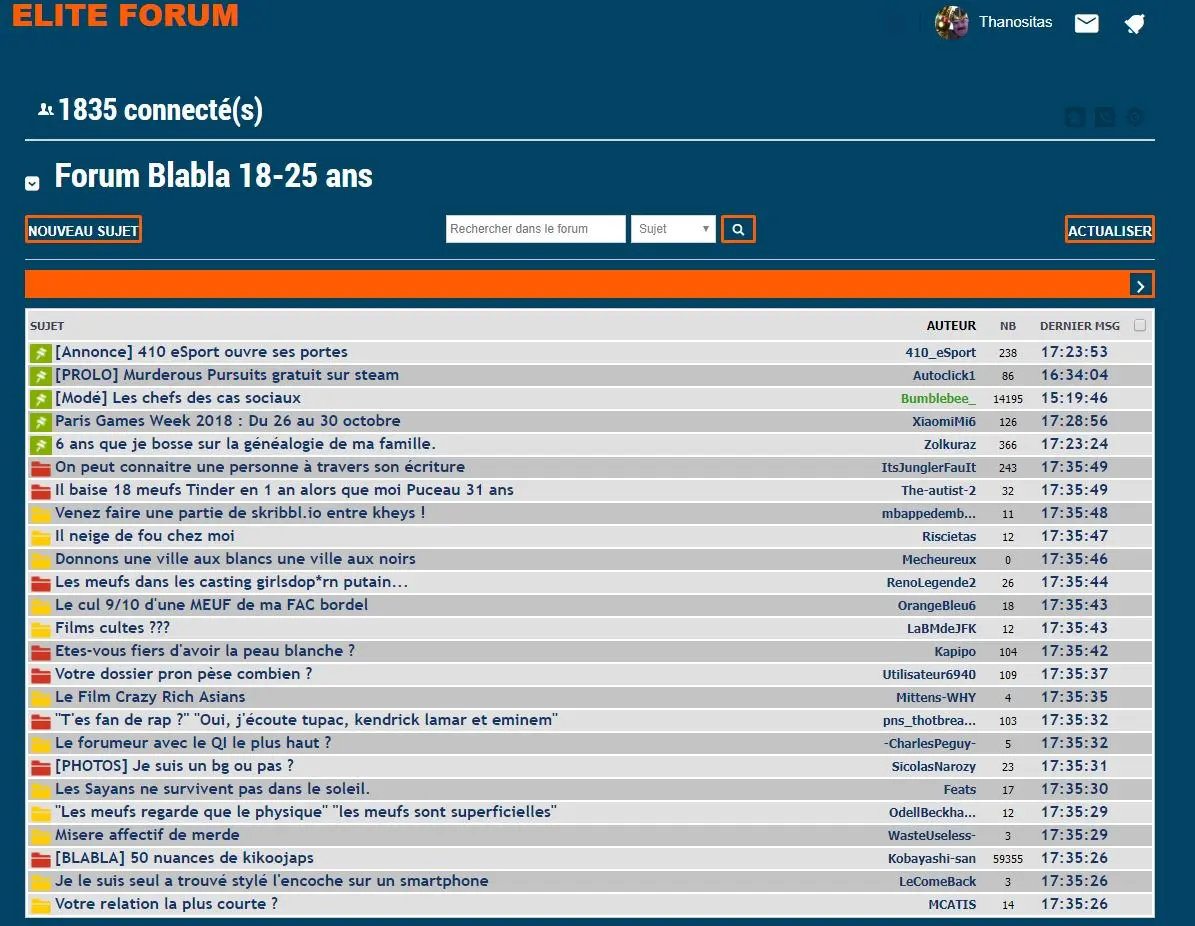 ELITE FORUM
Thanositas
1835 connecté(s)
Forum Blabla 18-25 ans
NOUVEAU SUJET Rechercher dans le forum Sujet ACTUALISER
SUJET AUTEUR NB DERNIER MSG
[Annonce] 410 eSport ouvre ses portes 410_eSport 238 17:23:53
[PROLO] Murderous Pursuits gratuit sur steam Autoclick1 86 16:34:04
[Modé] Les chefs des cas sociaux Bumblebee_ 14195 15:19:46
Paris Games Week 2018 : Du 26 au 30 octobre XiaomiMi6 126 17:28:56
6 ans que je bosse sur la généalogie de ma famille. Zolkuraz 366 17:23:24
On peut connaitre une personne à travers son écriture ItsJunglerFauIt 243 17:35:49
Il baise 18 meufs Tinder en 1 an alors que moi Puceau 31 ans The-autist-2 32 17:35:49
Venez faire une partie de skribbl.io entre kheys ! mbappedemb... 11 17:35:48
Il neige de fou chez moi Riscietas 12 17:35:47
Donnons une ville aux blancs une ville aux noirs Mecheureux 0 17:35:46
Les meufs dans les casting girlsdop*rn putain... RenoLegende2 26 17:35:44
Le cul 9/10 d'une MEUF de ma FAC bordel OrangeBleu6 18 17:35:43
Films cultes ??? LaBMdeJFK 12 17:35:43
Etes-vous fiers d'avoir la peau blanche ? Kapipo 104 17:35:42
Votre dossier pron pèse combien ? Utilisateur6940 109 17:35:37
Le Film Crazy Rich Asians Mittens-WHY 4 17:35:35
"T'es fan de rap ?" "Oui, j'écoute tupac, kendrick lamar et eminem" pns_thotbrea... 103 17:35:32
Le forumeur avec le QI le plus haut ? -CharlesPeguy- 5 17:35:32
[PHOTOS] Je suis un bg ou pas ? SicolasNarozy 23 17:35:31
Les Sayans ne survivent pas dans le soleil. Feats 17 17:35:30
"Les meufs regarde que le physique" "les meufs sont superficielles" OdellBeckha... 12 17:35:29
Misere affectif de merde WasteUseless- 3 17:35:29
[BLABLA] 50 nuances de kikoojaps Kobayashi-san 59355 17:35:26
Je le suis seul a trouvé stylé l'encoche sur un smartphone LeComeBack 3 17:35:26
Votre relation la plus courte ? MCATIS 14 17:35:26